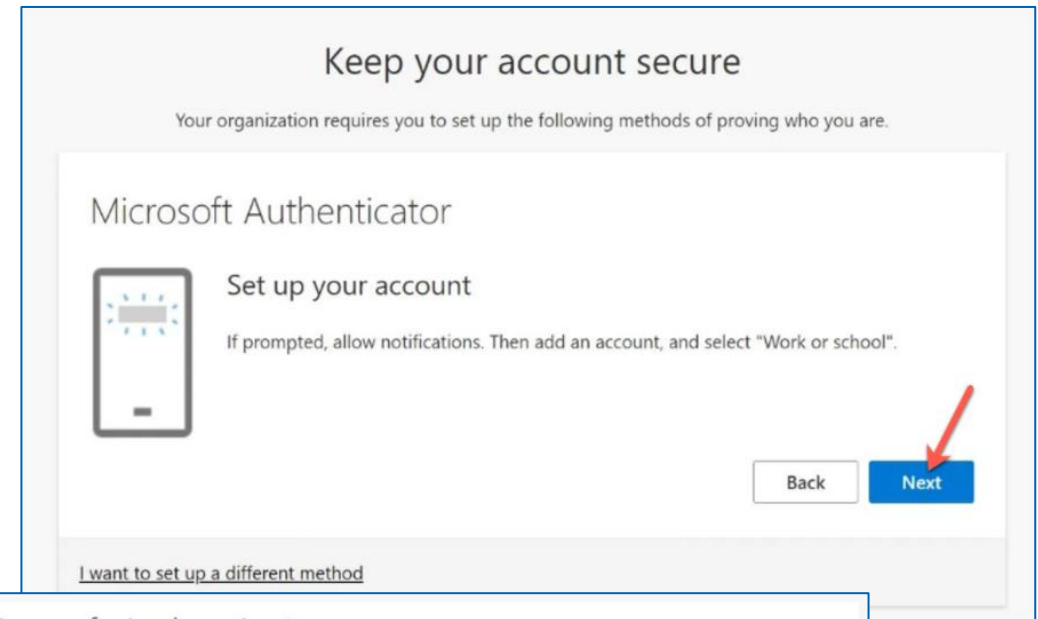 Keep your account secure
Your organization requires you to set up the following methods of proving who you are.
Microsoft Authenticator
Set up your account
If prompted, allow notifications. Then add an account, and select "Work or school".
Back
Next
I want to set up a different method